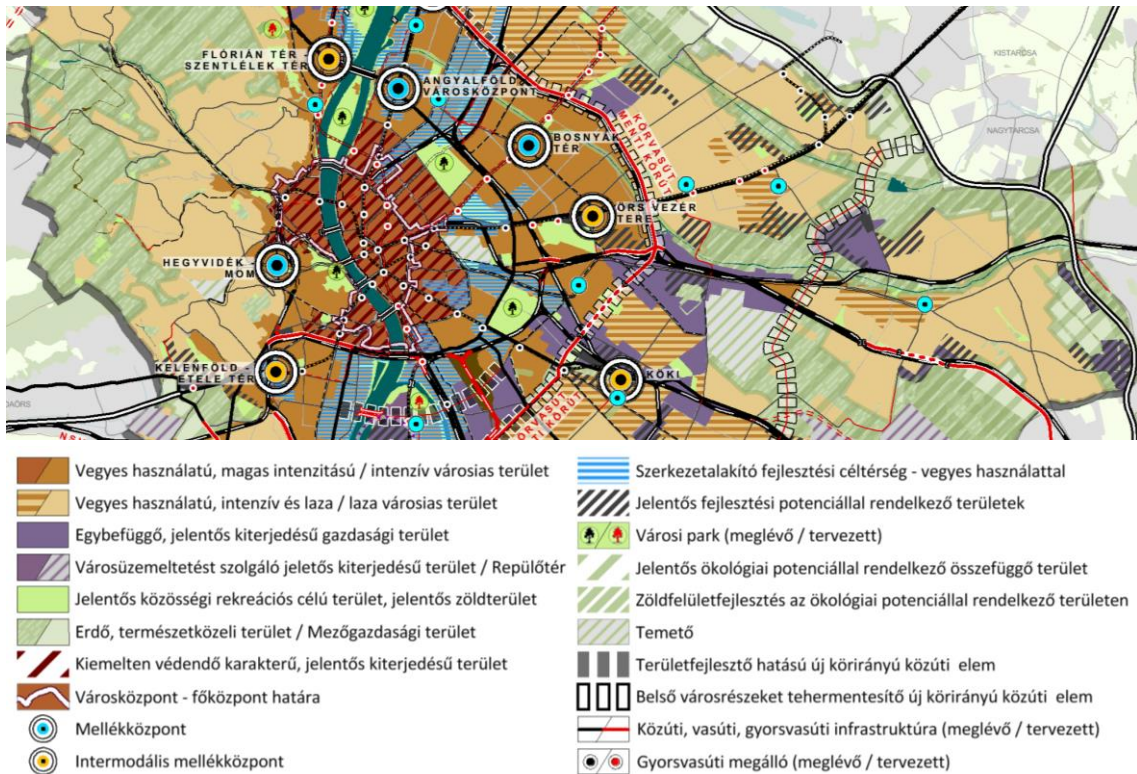 FLÓRIÁN TÉR -
SZENTLÉLEK TÉR
ANGYALFÖLD
VÁROSKÖZPONT
KISTARCSA
NAGYTARCSA
BOSNYÁK
TÉR
KÖRVASÚT
MENTI KÖRÚT
ÖRS VEZÉR
TERE
HEGYVIDÉK -
MOM
KELENFÖLD -
ETELE TÉR
KÖKI
Vegyes használatú, magas intenzitású / intenzív városias terület
Vegyes használatú, intenzív és laza / laza városias terület
Egybefüggő, jelentős kiterjedésű gazdasági terület
Városüzemeltetést szolgáló jeletős kiterjedésű terület / Repülőtér
Jelentős közösségi rekreációs célú terület, jelentős zöldterület
Erdő, természetközeli terület / Mezőgazdasági terület
Kiemelten védendő karakterű, jelentős kiterjedésű terület
Városközpont - főközpont határa
Mellékközpont
Intermodális mellékközpont
Szerkezetalakító fejlesztési céltérség - vegyes használattal
Jelentős fejlesztési potenciállal rendelkező területek
Városi park (meglévő / tervezett)
Jelentős ökológiai potenciállal rendelkező összefüggő terület
Zöldfelületfejlesztés az ökológiai potenciállal rendelkező területen
Temető
Területfejlesztő hatású új körirányú közúti elem
Belső városrészeket tehermentesítő új körirányú közúti elem
Közúti, vasúti, gyorsvasúti infrastruktúra (meglévő / tervezett)
Gyorsvasúti megálló (meglévő / tervezett)